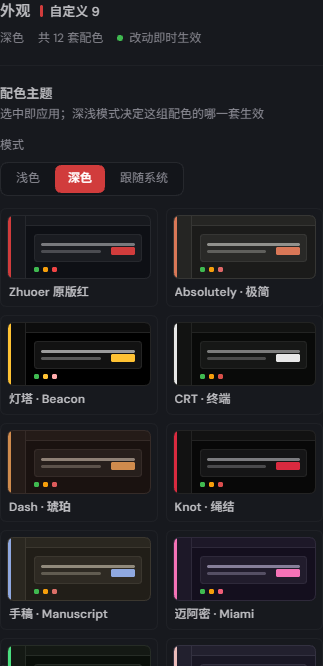 外观 自定义 9
深色 共 12 套配色 改动即时生效
配色主题
选中即应用；深浅模式决定这组配色的哪一套生效
模式
浅色 深色 跟随系统
Zhuoer 原版红
Absolutely · 极简
灯塔 · Beacon
CRT · 终端
Dash · 琥珀
Knot · 绳结
手稿 · Manuscript
迈阿密 · Miami